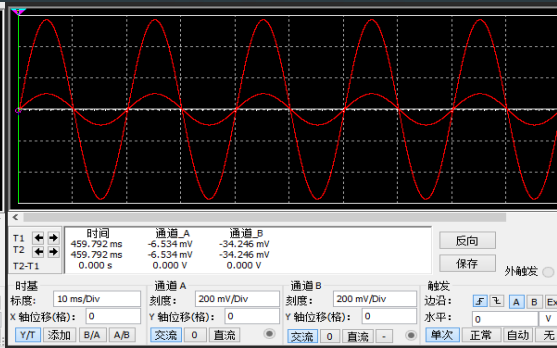 时间 通道_A 通道_B
T1 459.792 ms -6.534 mV -34.246 mV
T2 459.792 ms -6.534 mV -34.246 mV
T2-T1 0.000 s 0.000 V 0.000 V
反向
保存
外触发
时基 通道 A 通道 B 触发
标度: 10 ms/Div 刻度: 200 mV/Div 刻度: 200 mV/Div 边沿: A B Ex
X 轴位移(格): 0 Y 轴位移(格): 0 Y 轴位移(格): 0 水平: 0 V
Y/T 添加 B/A A/B 交流 0 直流 交流 0 直流 - 单次 正常 自动 无